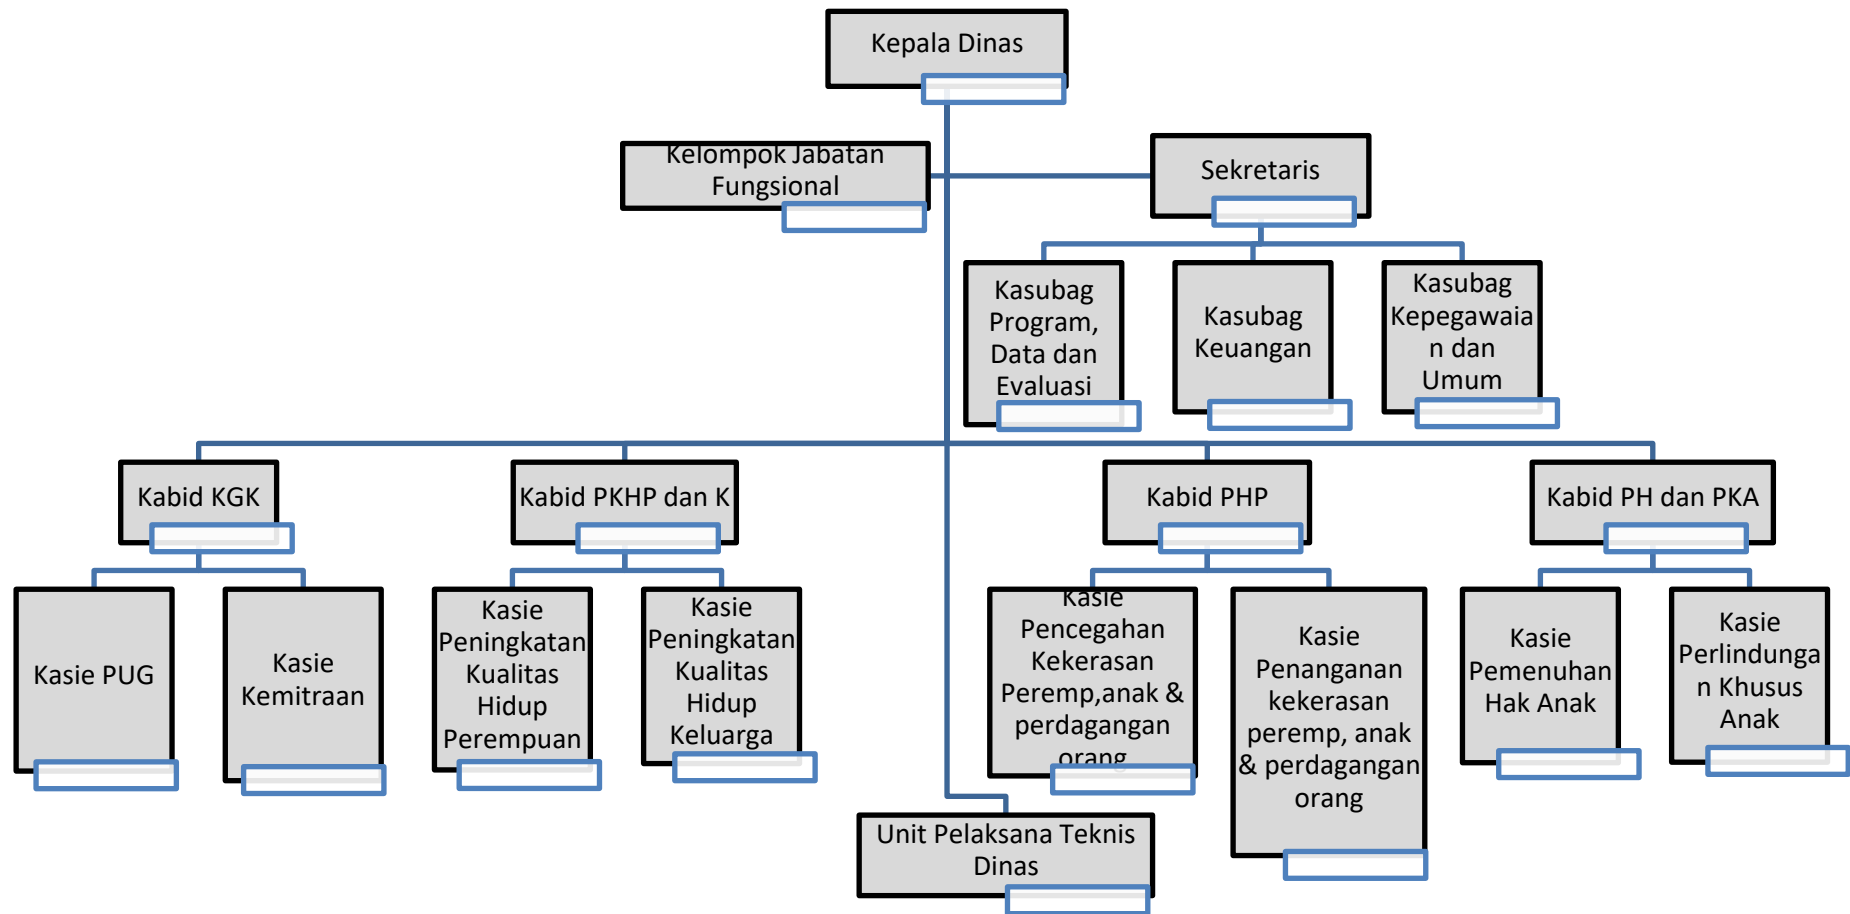 Kepala Dinas
Kelompok Jabatan
Fungsional
Sekretaris
Kasubag
Program,
Data dan
Evaluasi
Kasubag
Keuangan
Kasubag
Kepegawaia
n dan
Umum
Kabid KGK
Kabid PKHP dan K
Kabid PHP
Kabid PH dan PKA
Kasie PUG
Kasie
Kemitraan
Kasie
Peningkatan
Kualitas
Hidup
Perempuan
Kasie
Peningkatan
Kualitas
Hidup
Keluarga
Kasie
Pencegahan
Kekerasan
Peremp,anak &
perdagangan
orang
Kasie
Penanganan
kekerasan
peremp, anak
& perdagangan
orang
Kasie
Pemenuhan
Hak Anak
Kasie
Perlindunga
n Khusus
Anak
Unit Pelaksana Teknis
Dinas